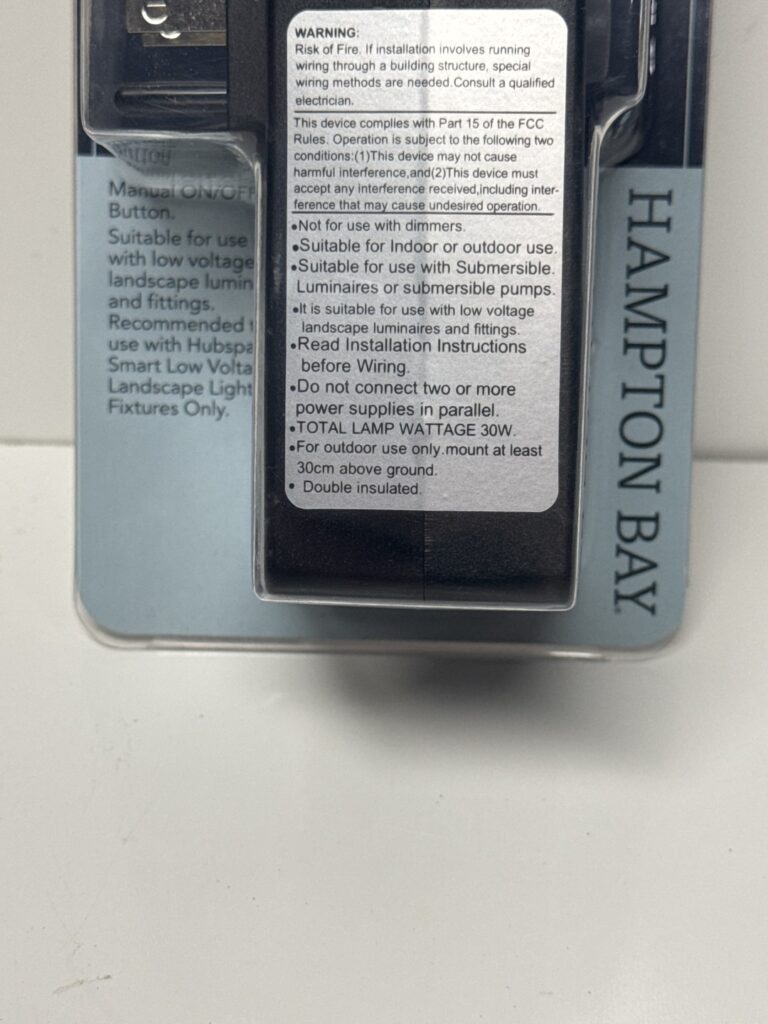 WARNING:
Risk of Fire. If installation involves running
wiring through a building structure, special
wiring methods are needed.Consult a qualified
electrician.
This device complies with Part 15 of the FCC
Rules. Operation is subject to the following two
conditions:(1)This device may not cause
harmful interference,and(2)This device must
accept any interference received,including inter-
ference that may cause undesired operation.
•Not for use with dimmers.
•Suitable for Indoor or outdoor use.
•Suitable for use with Submersible.
Luminaires or submersible pumps.
•It is suitable for use with low voltage
landscape luminaires and fittings.
•Read Installation Instructions
before Wiring.
•Do not connect two or more
power supplies in parallel.
•TOTAL LAMP WATTAGE 30W.
•For outdoor use only.mount at least
30cm above ground.
• Double insulated.
Manual ON/OFF
Button.
Suitable for use
with low voltage
landscape
and fittings.
Recommended
use with
Smart Low
Landscape Light
Fixtures Only.
HAMPTON BAY